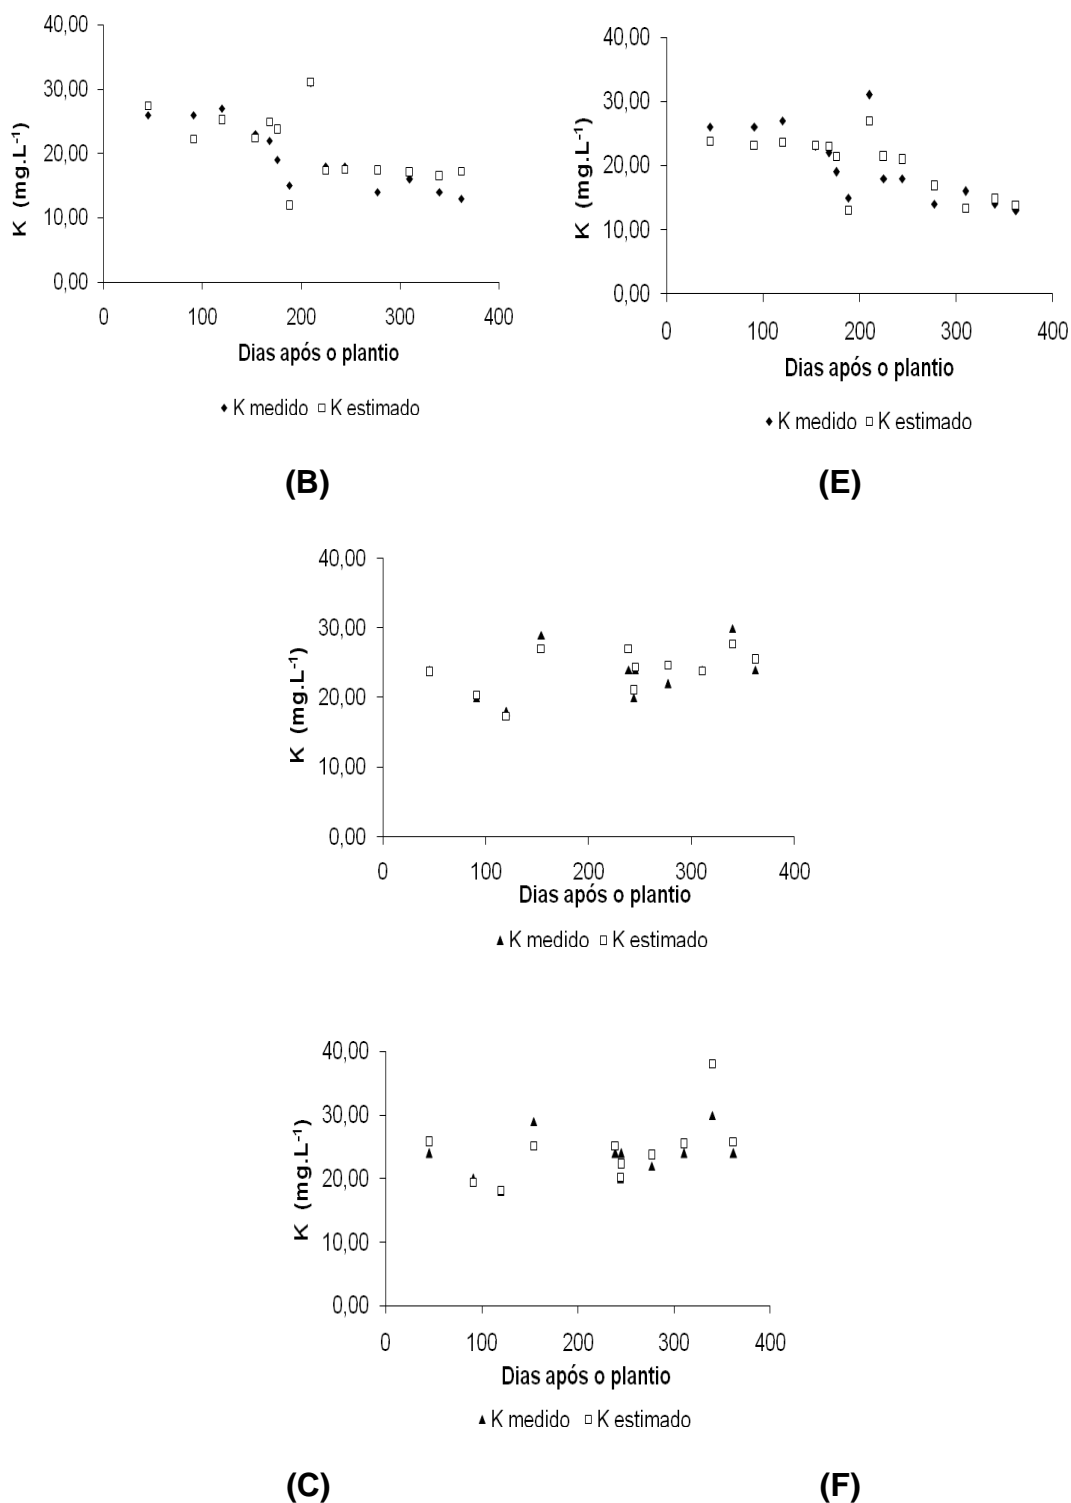 40,00
30,00
20,00
10,00
0,00
K (mg.L-1)
0 100 200 300 400
Dias após o plantio
K medido K estimado
(B)
40,00
30,00
20,00
10,00
0,00
K (mg.L-1)
0 100 200 300 400
Dias após o plantio
K medido K estimado
(E)
40,00
30,00
20,00
10,00
0,00
K (mg.L-1)
0 100 200 300 400
Dias após o plantio
K medido K estimado
40,00
30,00
20,00
10,00
0,00
K (mg.L-1)
0 100 200 300 400
Dias após o plantio
K medido K estimado
(C) (F)